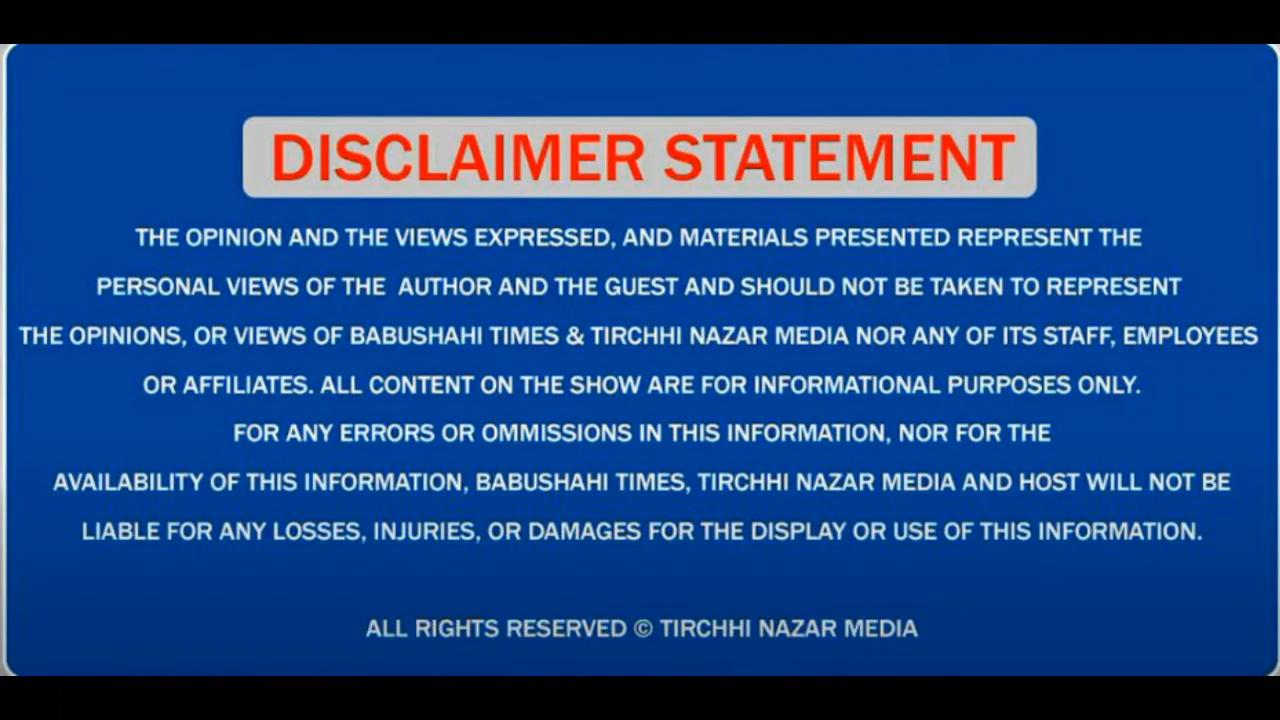 DISCLAIMER STATEMENT
THE OPINION AND THE VIEWS EXPRESSED, AND MATERIALS PRESENTED REPRESENT THE
PERSONAL VIEWS OF THE AUTHOR AND THE GUEST AND SHOULD NOT BE TAKEN TO REPRESENT
THE OPINIONS, OR VIEWS OF BABUSHAHI TIMES & TIRCHHI NAZAR MEDIA NOR ANY OF ITS STAFF, EMPLOYEES
OR AFFILIATES. ALL CONTENT ON THE SHOW ARE FOR INFORMATIONAL PURPOSES ONLY.
FOR ANY ERRORS OR OMMISSIONS IN THIS INFORMATION, NOR FOR THE
AVAILABILITY OF THIS INFORMATION, BABUSHAHI TIMES, TIRCHHI NAZAR MEDIA AND HOST WILL NOT BE
LIABLE FOR ANY LOSSES, INJURIES, OR DAMAGES FOR THE DISPLAY OR USE OF THIS INFORMATION.
ALL RIGHTS RESERVED © TIRCHHI NAZAR MEDIA